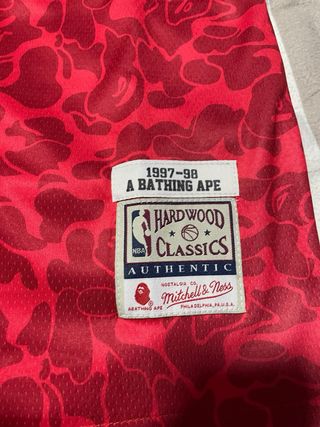 1997-98
A BATHING APE
HARDWOOD
CLASSICS
NBA
AUTHENTIC
NOSTALGIA CO.
Mitchell & Ness
PHILADELPHIA, PA. U.S.A.
A BATHING APE